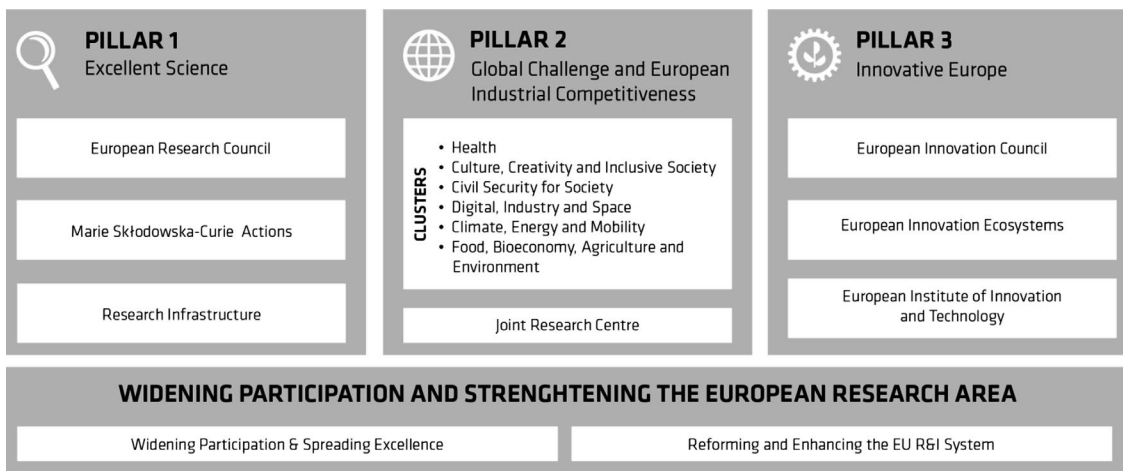 PILLAR 1
Excellent Science
European Research Council
Marie Skłodowska-Curie Actions
Research Infrastructure
PILLAR 2
Global Challenge and European
Industrial Competitiveness
CLUSTERS
• Health
• Culture, Creativity and Inclusive Society
• Civil Security for Society
• Digital, Industry and Space
• Climate, Energy and Mobility
• Food, Bioeconomy, Agriculture and
Environment
Joint Research Centre
PILLAR 3
Innovative Europe
European Innovation Council
European Innovation Ecosystems
European Institute of Innovation
and Technology
WIDENING PARTICIPATION AND STRENGHTENING THE EUROPEAN RESEARCH AREA
Widening Participation & Spreading Excellence
Reforming and Enhancing the EU R&I System